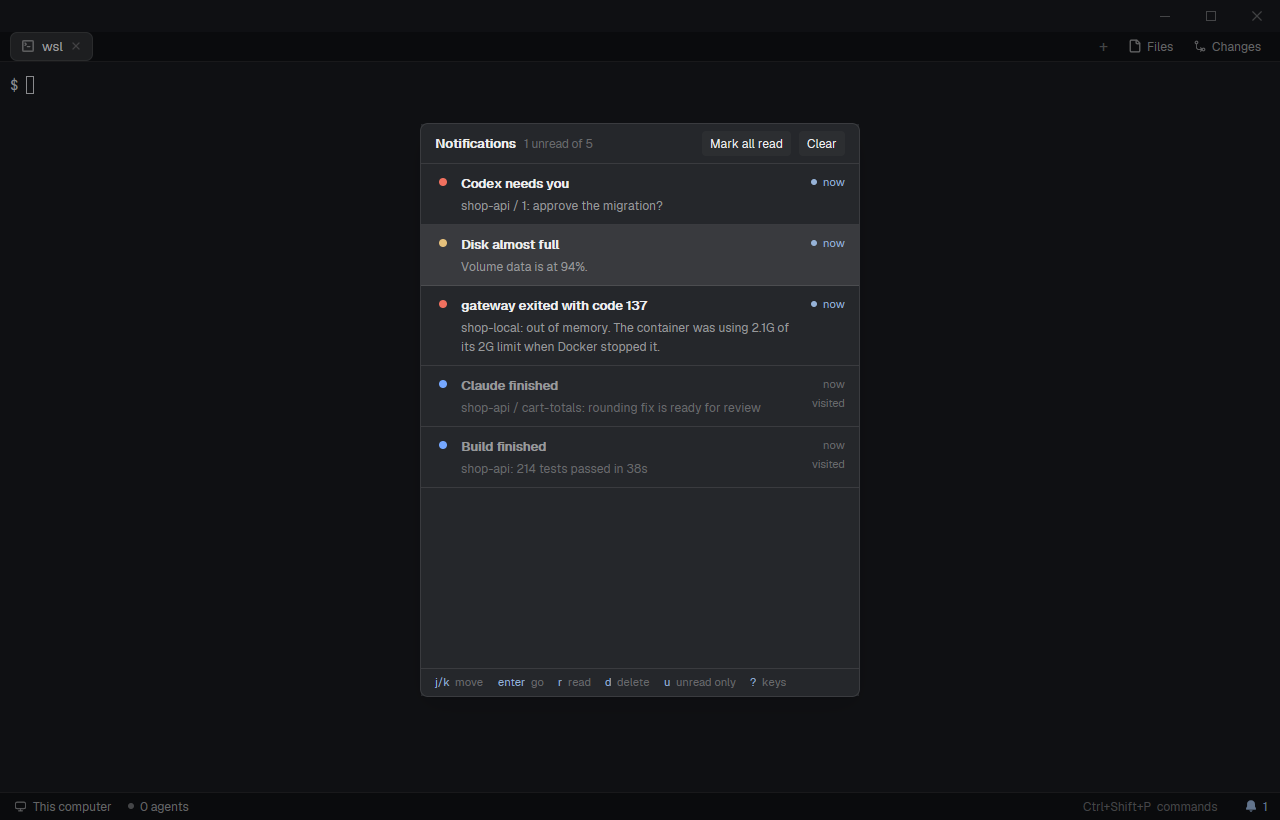 wsl
+ Files Changes
$
Notifications 1 unread of 5 Mark all read Clear
Codex needs you now
shop-api / 1: approve the migration?
Disk almost full now
Volume data is at 94%.
gateway exited with code 137 now
shop-local: out of memory. The container was using 2.1G of
its 2G limit when Docker stopped it.
Claude finished now
shop-api / cart-totals: rounding fix is ready for review visited
Build finished now
shop-api: 214 tests passed in 38s visited
j/k move enter go r read d delete u unread only ? keys
This computer 0 agents Ctrl+Shift+P commands 1